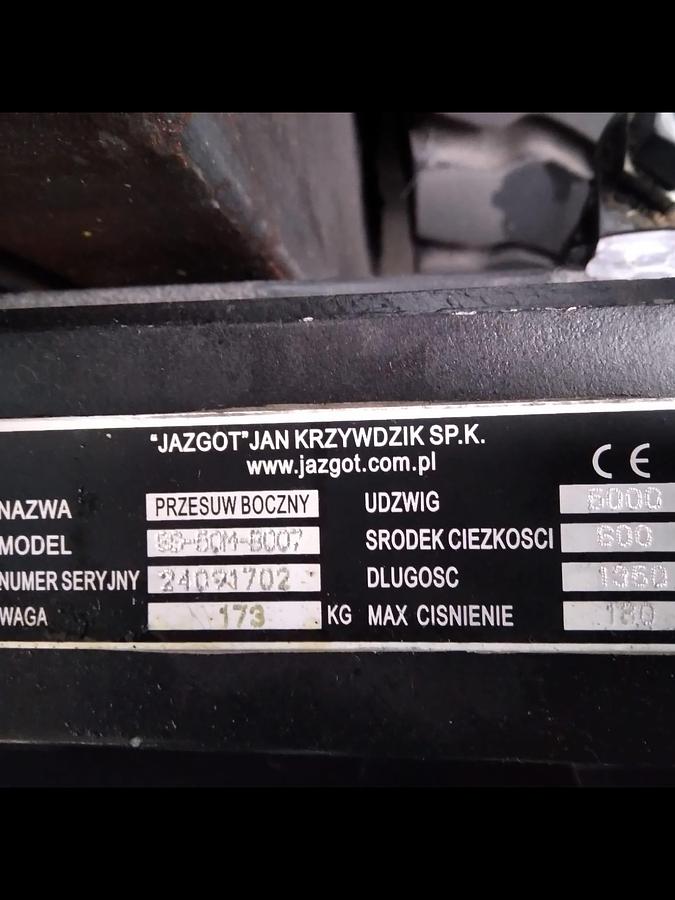 "JAZGOT"JAN KRZYWDZIK SP.K.
www.jazgot.com.pl
CE
NAZWA PRZESUW BOCZNY UDZWIG 6000
MODEL SRODEK CIEZKOSCI 600
NUMER SERYJNY 24091702 DLUGOSC 1360
WAGA 173 KG MAX CISNIENIE 180